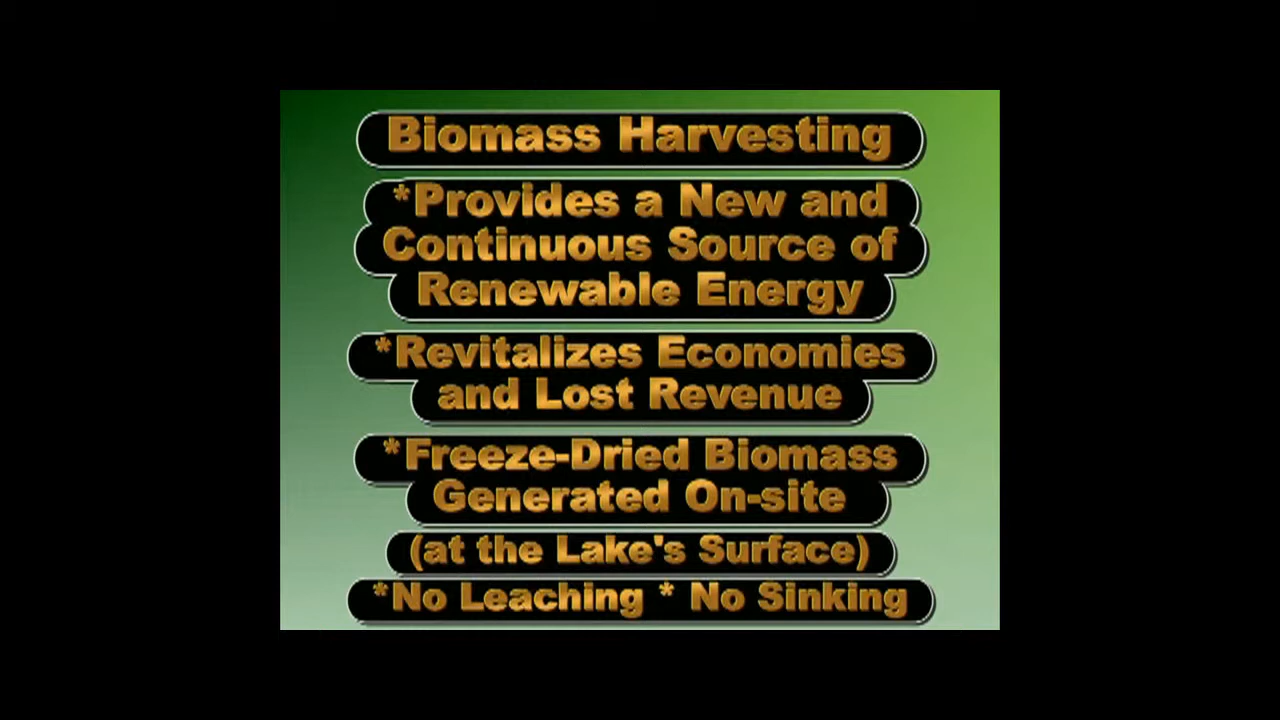 Biomass Harvesting
*Provides a New and
Continuous Source of
Renewable Energy
*Revitalizes Economies
and Lost Revenue
*Freeze-Dried Biomass
Generated On-site
(at the Lake's Surface)
*No Leaching * No Sinking